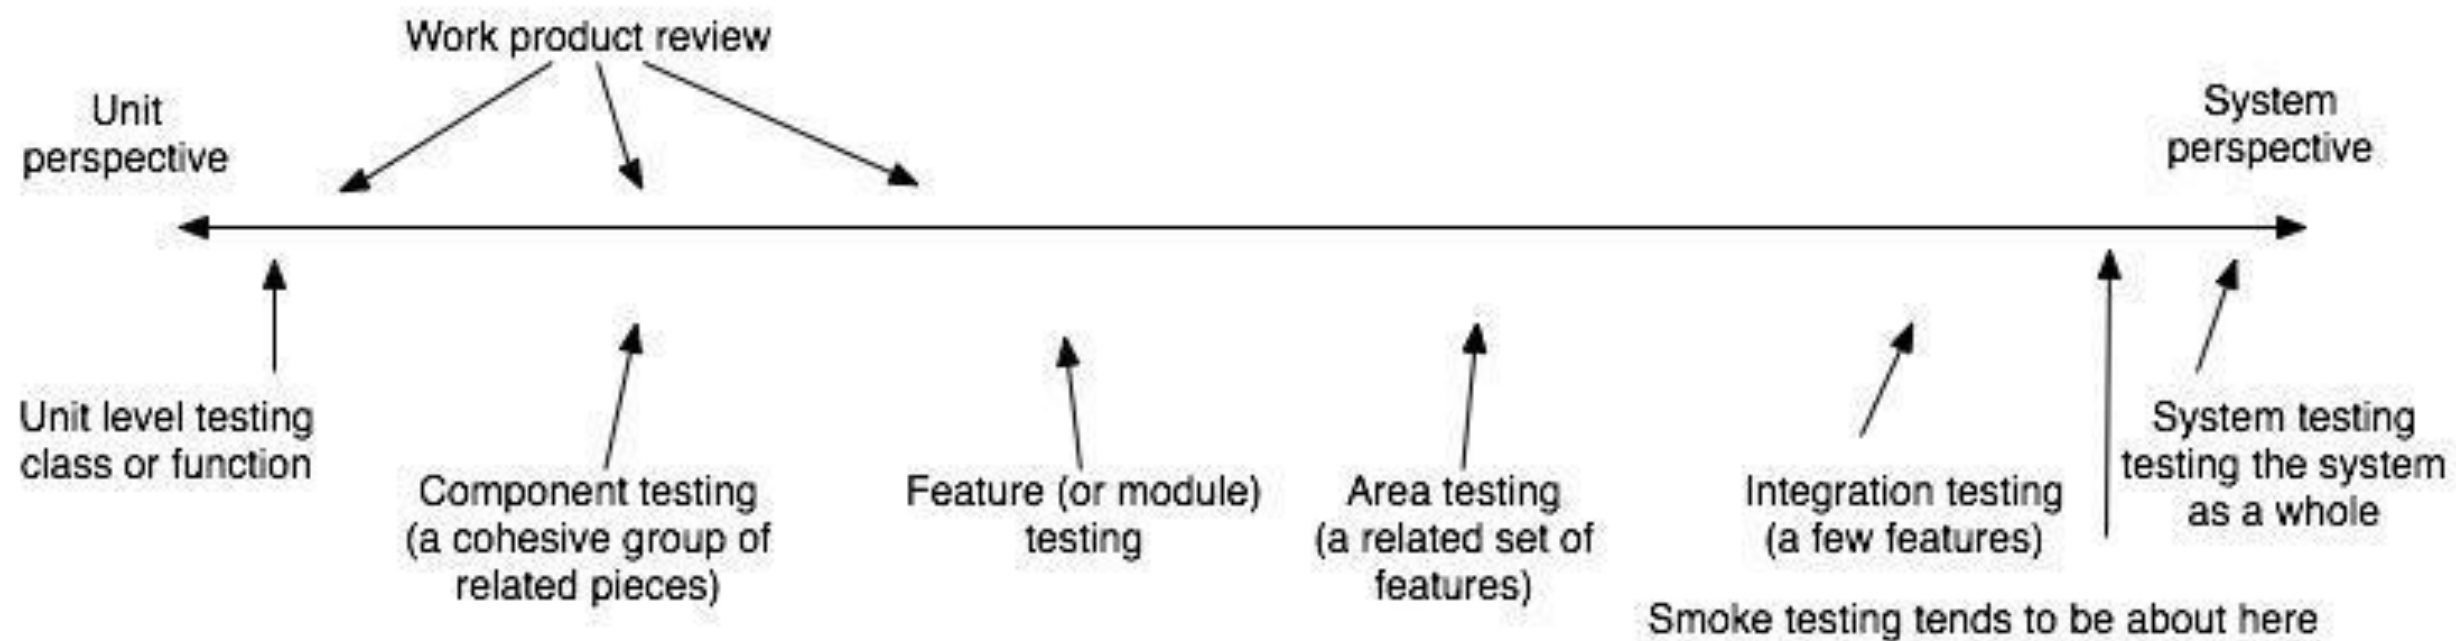 Work product review
Unit
perspective
System
perspective
Unit level testing
class or function
Component testing
(a cohesive group of
related pieces)
Feature (or module)
testing
Area testing
(a related set of
features)
Integration testing
(a few features)
System testing
testing the system
as a whole
Smoke testing tends to be about here